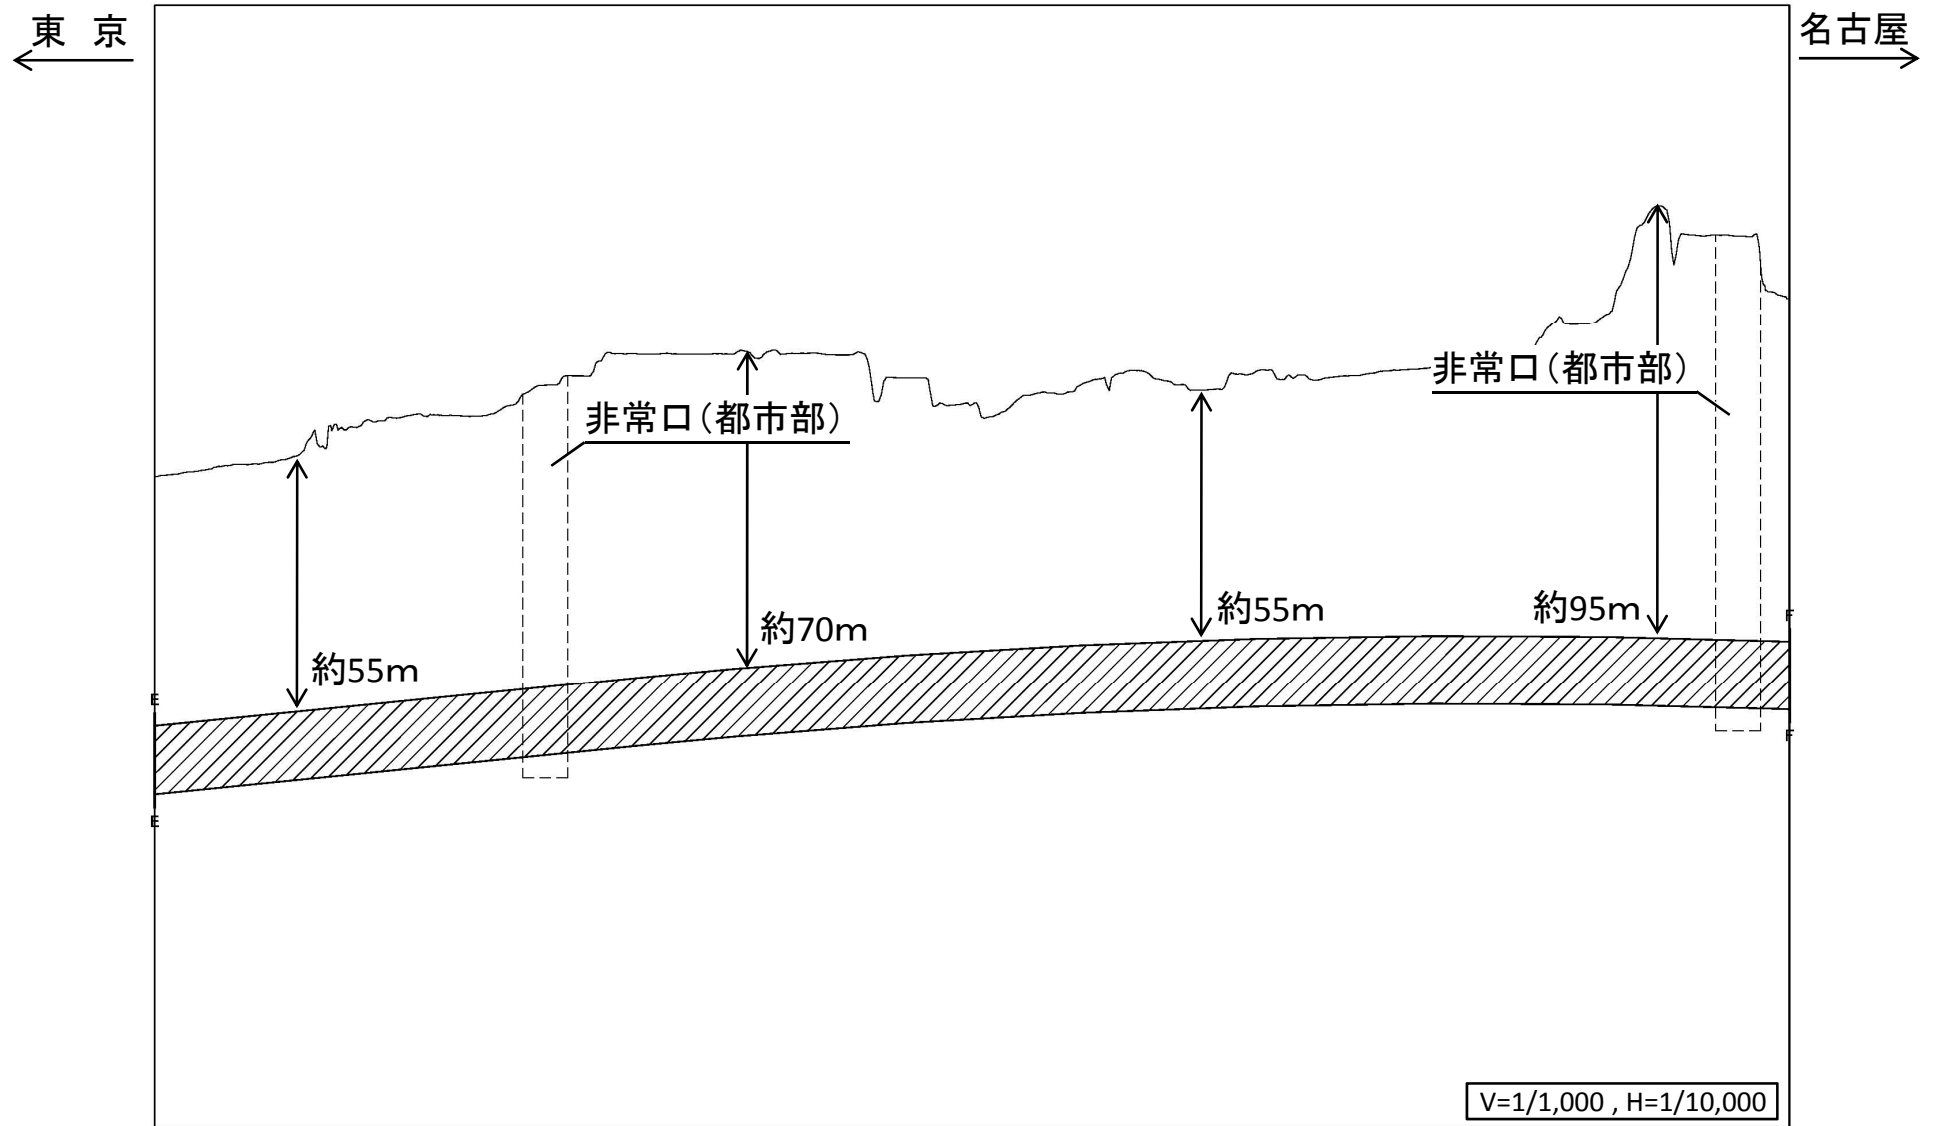 東 京
名古屋
非常口（都市部）
非常口（都市部）
約55m
約70m
約55m
約95m
E
E
F
F
V=1/1,000 , H=1/10,000